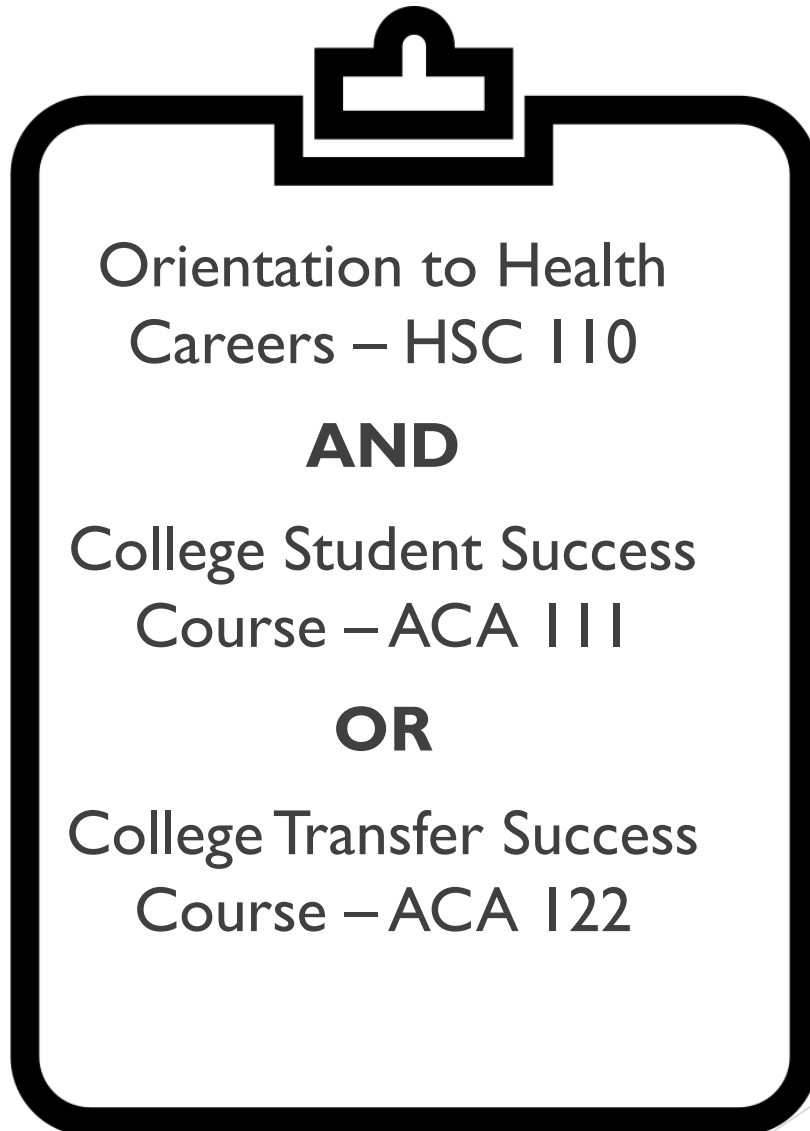 Orientation to Health
Careers – HSC 110
AND
College Student Success
Course – ACA 111
OR
College Transfer Success
Course – ACA 122